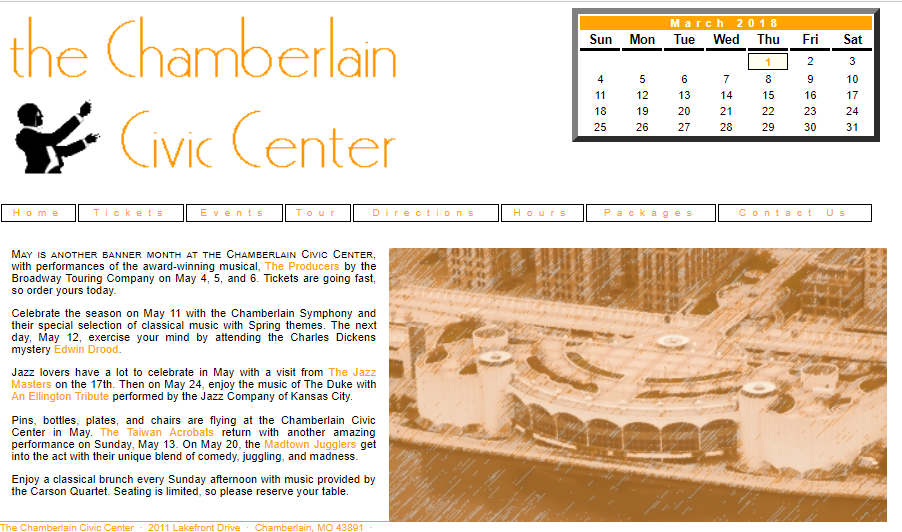 the Chamberlain
Civic Center
March 2018
Sun Mon Tue Wed Thu Fri Sat
1 2 3
4 5 6 7 8 9 10
11 12 13 14 15 16 17
18 19 20 21 22 23 24
25 26 27 28 29 30 31
Home Tickets Events Tour Directions Hours Packages Contact Us
May is another banner month at the Chamberlain Civic Center,
with performances of the award-winning musical, The Producers by the
Broadway Touring Company on May 4, 5, and 6. Tickets are going fast,
so order yours today.
Celebrate the season on May 11 with the Chamberlain Symphony and
their special selection of classical music with Spring themes. The next
day, May 12, exercise your mind by attending the Charles Dickens
mystery Edwin Drood.
Jazz lovers have a lot to celebrate in May with a visit from The Jazz
Masters on the 17th. Then on May 24, enjoy the music of The Duke with
An Ellington Tribute performed by the Jazz Company of Kansas City.
Pins, bottles, plates, and chairs are flying at the Chamberlain Civic
Center in May. The Taiwan Acrobats return with another amazing
performance on Sunday, May 13. On May 20, the Madtown Jugglers get
into the act with their unique blend of comedy, juggling, and madness.
Enjoy a classical brunch every Sunday afternoon with music provided by
the Carson Quartet. Seating is limited, so please reserve your table.
The Chamberlain Civic Center · 2011 Lakefront Drive · Chamberlain, MO 43891 ·